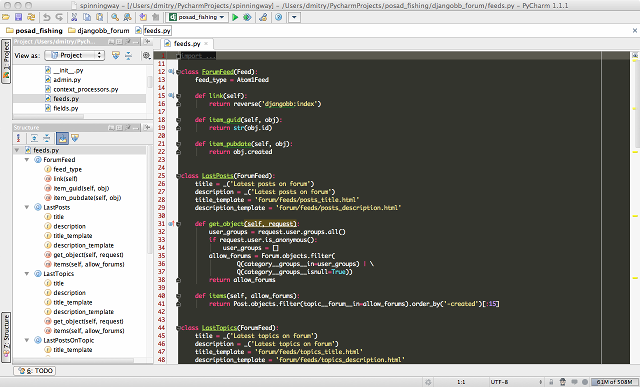 spinningway - [/Users/dmitry/PycharmProjects/spinningway] - /Users/dmitry/PycharmProjects/posad_fishing/djangobb_forum/feeds.py - PyCharm 1.1.1
posad_fishing
posad_fishing djangobb_forum feeds.py
1: Project
Project (/Users/dmitry/PycharmProjects/
View as: Project
__init__.py
admin.py
context_processors.py
feeds.py
fields.py
Structure
feeds.py
ForumFeed
feed_type
link(self)
item_guid(self, obj)
item_pubdate(self, obj)
LastPosts
title
description
title_template
description_template
get_object(self, request)
items(self, allow_forums)
LastTopics
title
description
title_template
description_template
get_object(self, request)
items(self, allow_forums)
LastPostsOnTopic
title_template
7: Structure
feeds.py
1 import ...
11
12 class ForumFeed(Feed):
13 feed_type = Atom1Feed
14
15 def link(self):
16 return reverse('djangobb:index')
17
18 def item_guid(self, obj):
19 return str(obj.id)
20
21 def item_pubdate(self, obj):
22 return obj.created
23
24
25 class LastPosts(ForumFeed):
26 title = _('Latest posts on forum')
27 description = _('Latest posts on forum')
28 title_template = 'forum/feeds/posts_title.html'
29 description_template = 'forum/feeds/posts_description.html'
30
31 def get_object(self, request):
32 user_groups = request.user.groups.all()
33 if request.user.is_anonymous():
34 user_groups = []
35 allow_forums = Forum.objects.filter(
36 Q(category__groups__in=user_groups) | \
37 Q(category__groups__isnull=True))
38 return allow_forums
39
40 def items(self, allow_forums):
41 return Post.objects.filter(topic__forum__in=allow_forums).order_by('-created')[:15]
42
43
44 class LastTopics(ForumFeed):
45 title = _('Latest topics on forum')
46 description = _('Latest topics on forum')
47 title_template = 'forum/feeds/topics_title.html'
48 description_template = 'forum/feeds/topics_description.html'
6: TODO
1:1 UTF-8 61M of 508M